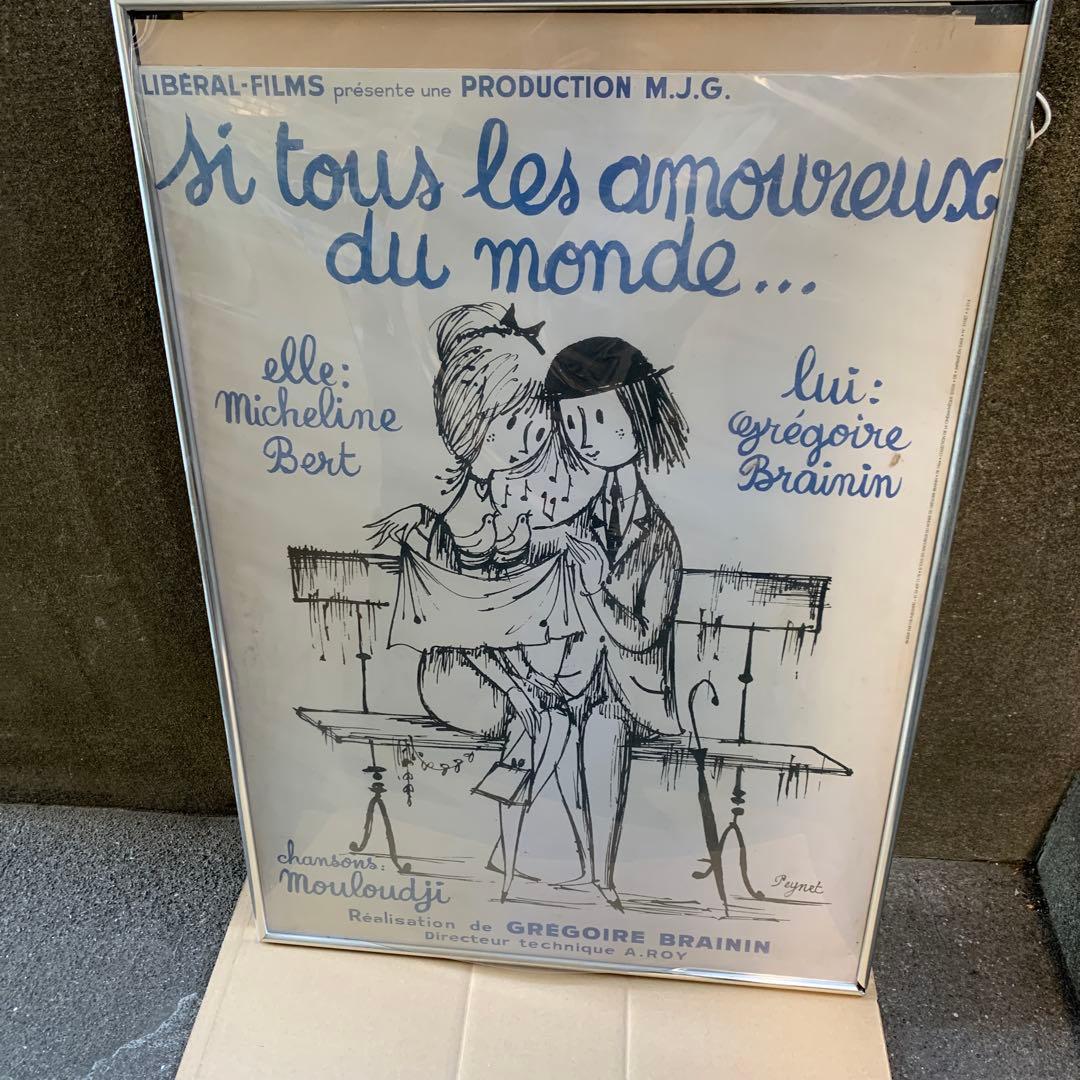 LIBÉRAL-FILMS présente une PRODUCTION M.J.G.
si tous les amoureux
du monde...
elle:
Micheline
Bert
lui:
Grégoire
Brainin
chansons:
Mouloudji
Peynet
Réalisation de GRÉGOIRE BRAININ
Directeur technique A.ROY